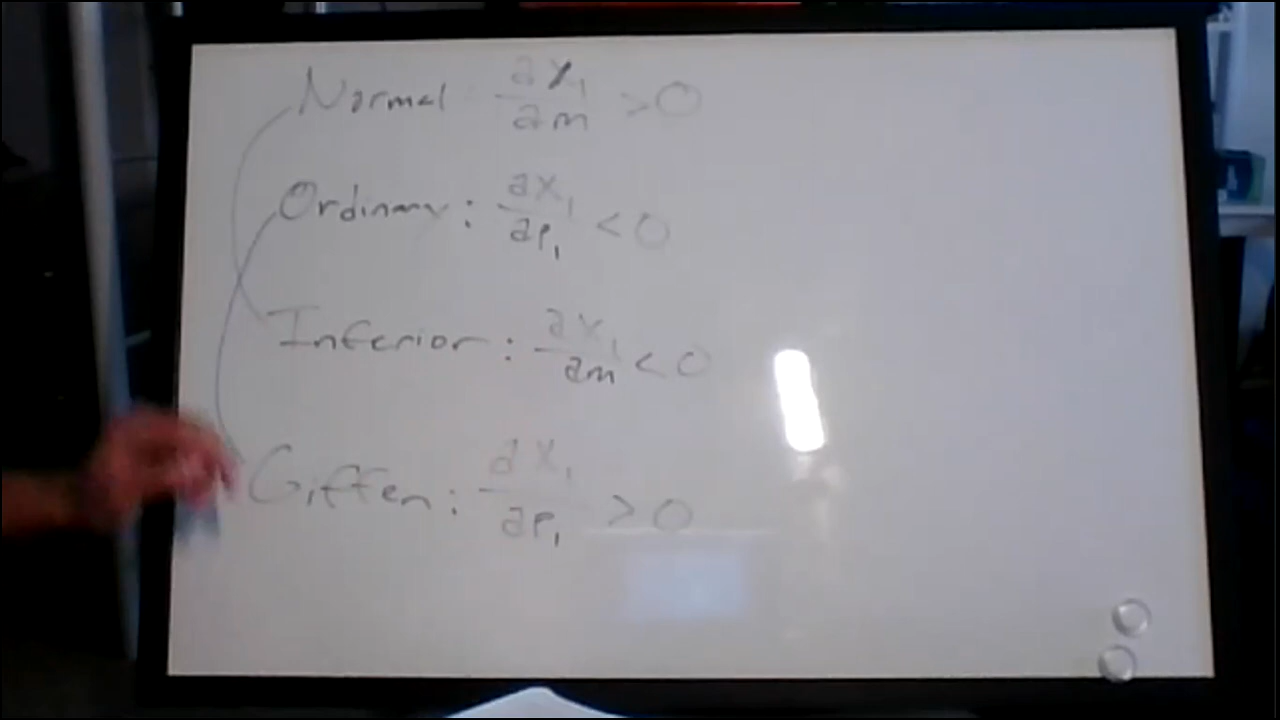 Normal ∂x₁/∂m > 0
Ordinary : ∂x₁/∂p₁ < 0
Inferior : ∂x₁/∂m < 0
Giffen : ∂x₁/∂p₁ > 0